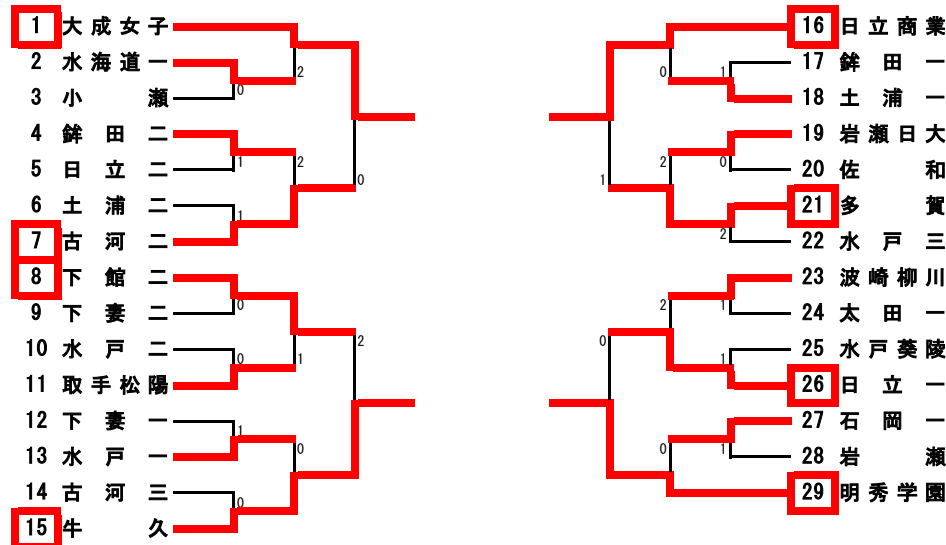 1 大成女子
2 水海道一
3 小瀬
4 鉾田二
5 日立二
6 土浦二
7 古河二
8 下館二
9 下妻二
10 水戸二
11 取手松陽
12 下妻一
13 水戸一
14 古河三
15 牛久
2
0
1
2
0
1
0
2
0
1
1
0
0
16 日立商業
17 鉾田一
18 土浦一
19 岩瀬日大
20 佐和
21 多賀
22 水戸三
23 波崎柳川
24 太田一
25 水戸葵陵
26 日立一
27 石岡一
28 岩瀬
29 明秀学園
0
1
2
0
1
2
2
1
0
1
0
1